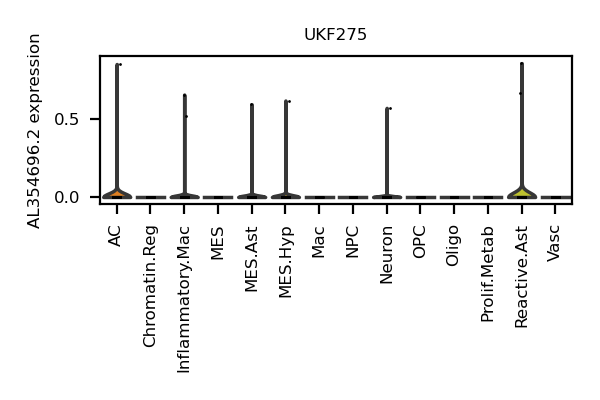 UKF275
AL354696.2 expression
0.5
0.0
AC
Chromatin.Reg
Inflammatory.Mac
MES
MES.Ast
MES.Hyp
Mac
NPC
Neuron
OPC
Oligo
Prolif.Metab
Reactive.Ast
Vasc